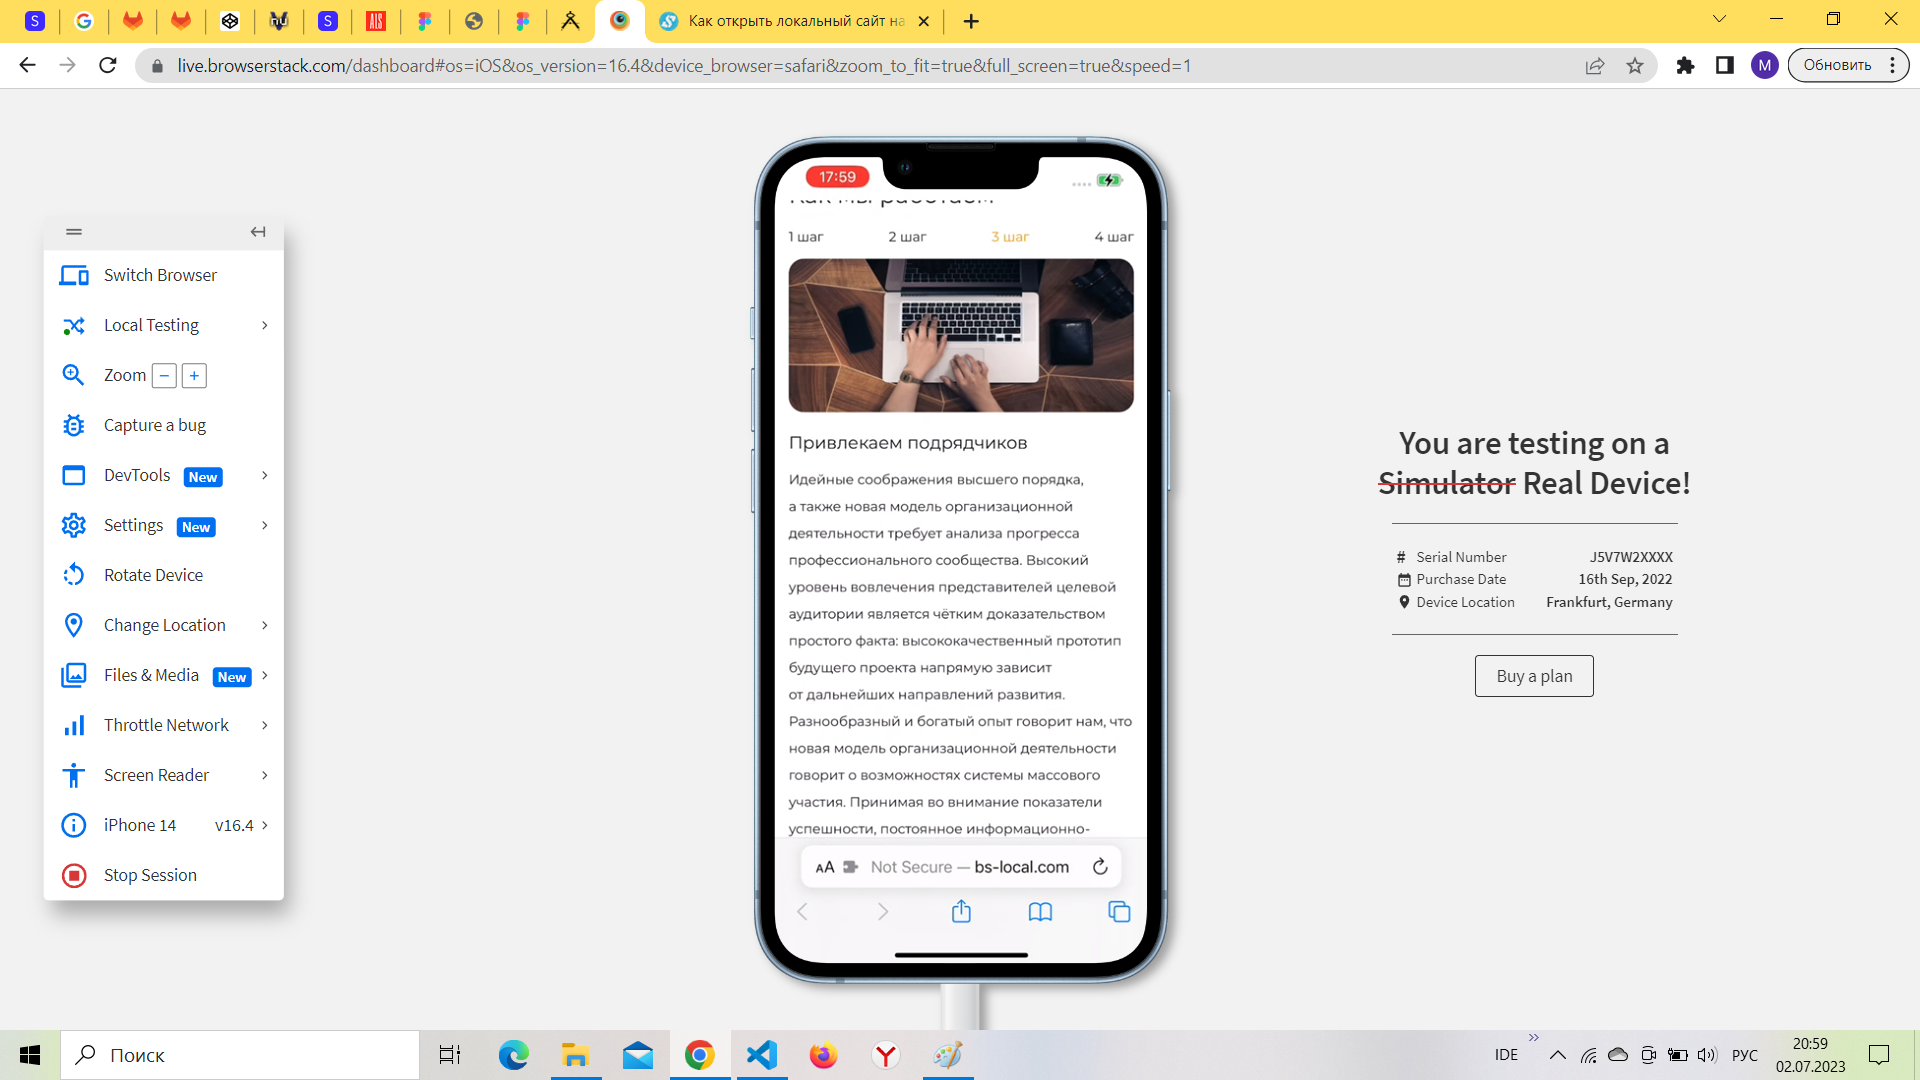 Как открыть локальный сайт на
live.browserstack.com/dashboard#os=iOS&os_version=16.4&device_browser=safari&zoom_to_fit=true&full_screen=true&speed=1
M
Обновить
Switch Browser
Local Testing
Zoom − +
Capture a bug
DevTools New
Settings New
Rotate Device
Change Location
Files & Media New
Throttle Network
Screen Reader
iPhone 14 v16.4
Stop Session
17:59
Как мы работаем
1 шаг 2 шаг 3 шаг 4 шаг
Привлекаем подрядчиков
Идейные соображения высшего порядка,
а также новая модель организационной
деятельности требует анализа прогресса
профессионального сообщества. Высокий
уровень вовлечения представителей целевой
аудитории является чётким доказательством
простого факта: высококачественный прототип
будущего проекта напрямую зависит
от дальнейших направлений развития.
Разнообразный и богатый опыт говорит нам, что
новая модель организационной деятельности
говорит о возможностях системы массового
участия. Принимая во внимание показатели
успешности, постоянное информационно-
AA Not Secure — bs-local.com
You are testing on a
Simulator Real Device!
# Serial Number J5V7W2XXXX
Purchase Date 16th Sep, 2022
Device Location Frankfurt, Germany
Buy a plan
Поиск
IDE
РУС
20:59
02.07.2023